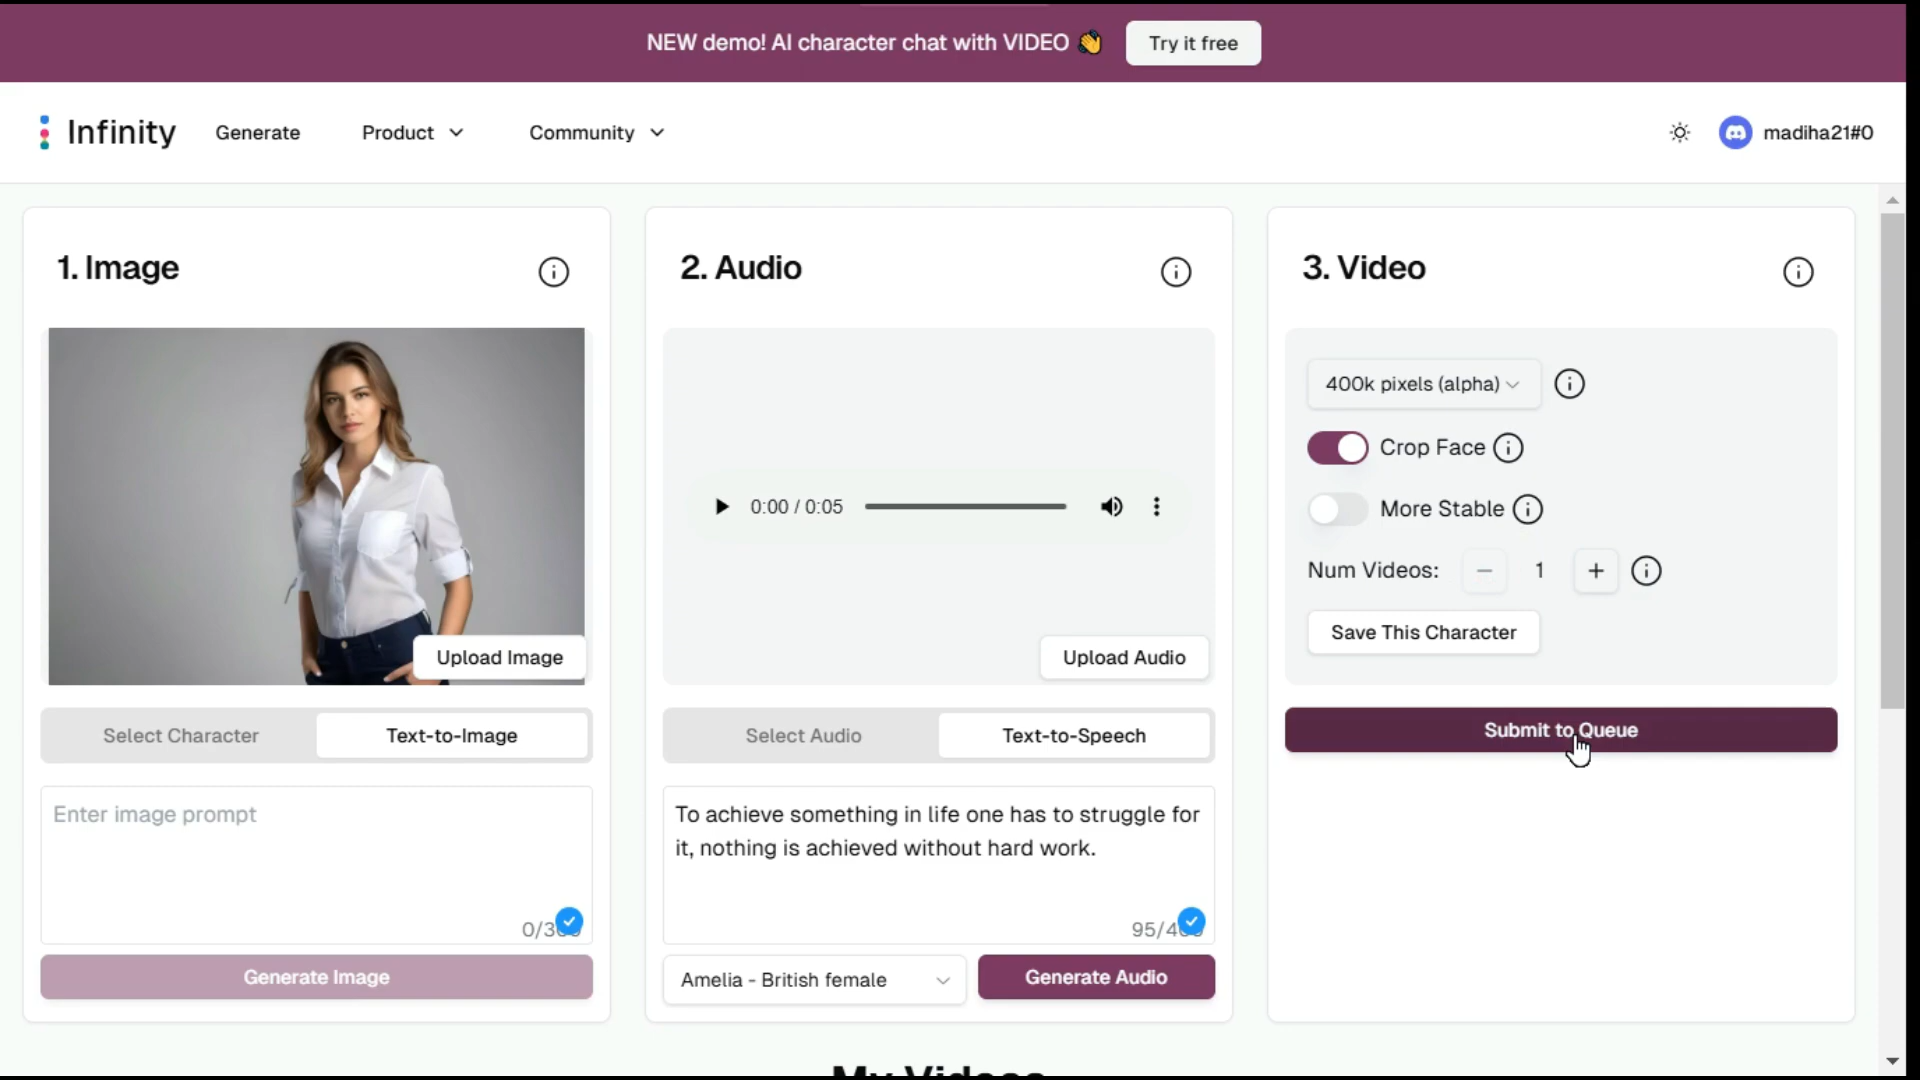 NEW demo! AI character chat with VIDEO 👋 Try it free
Infinity Generate Product Community madiha21#0
1. Image
Upload Image
Select Character Text-to-Image
Enter image prompt
0/3
Generate Image
2. Audio
0:00 / 0:05
Upload Audio
Select Audio Text-to-Speech
To achieve something in life one has to struggle for
it, nothing is achieved without hard work.
95/4
Amelia - British female Generate Audio
3. Video
400k pixels (alpha)
Crop Face
More Stable
Num Videos: − 1 +
Save This Character
Submit to Queue
My Videos